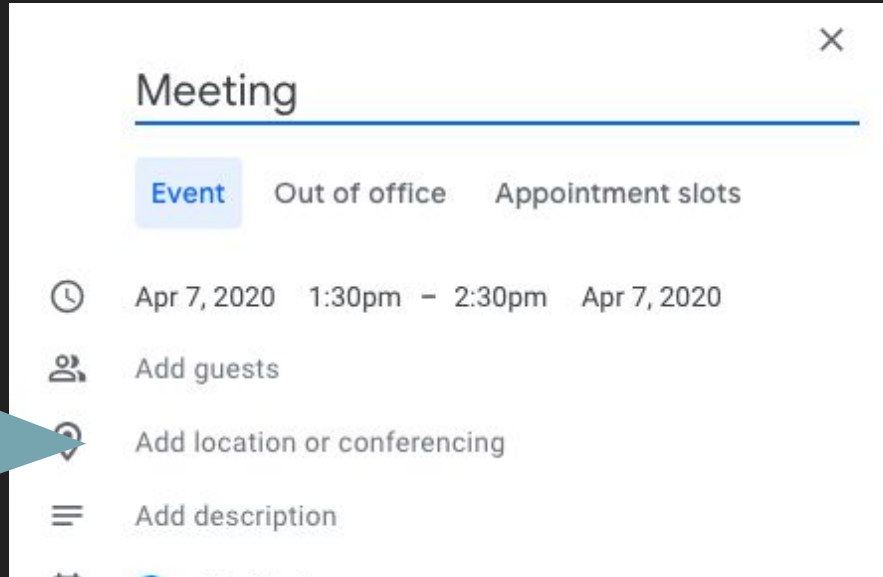 Meeting
Event Out of office Appointment slots
Apr 7, 2020 1:30pm – 2:30pm Apr 7, 2020
Add guests
Add location or conferencing
Add description